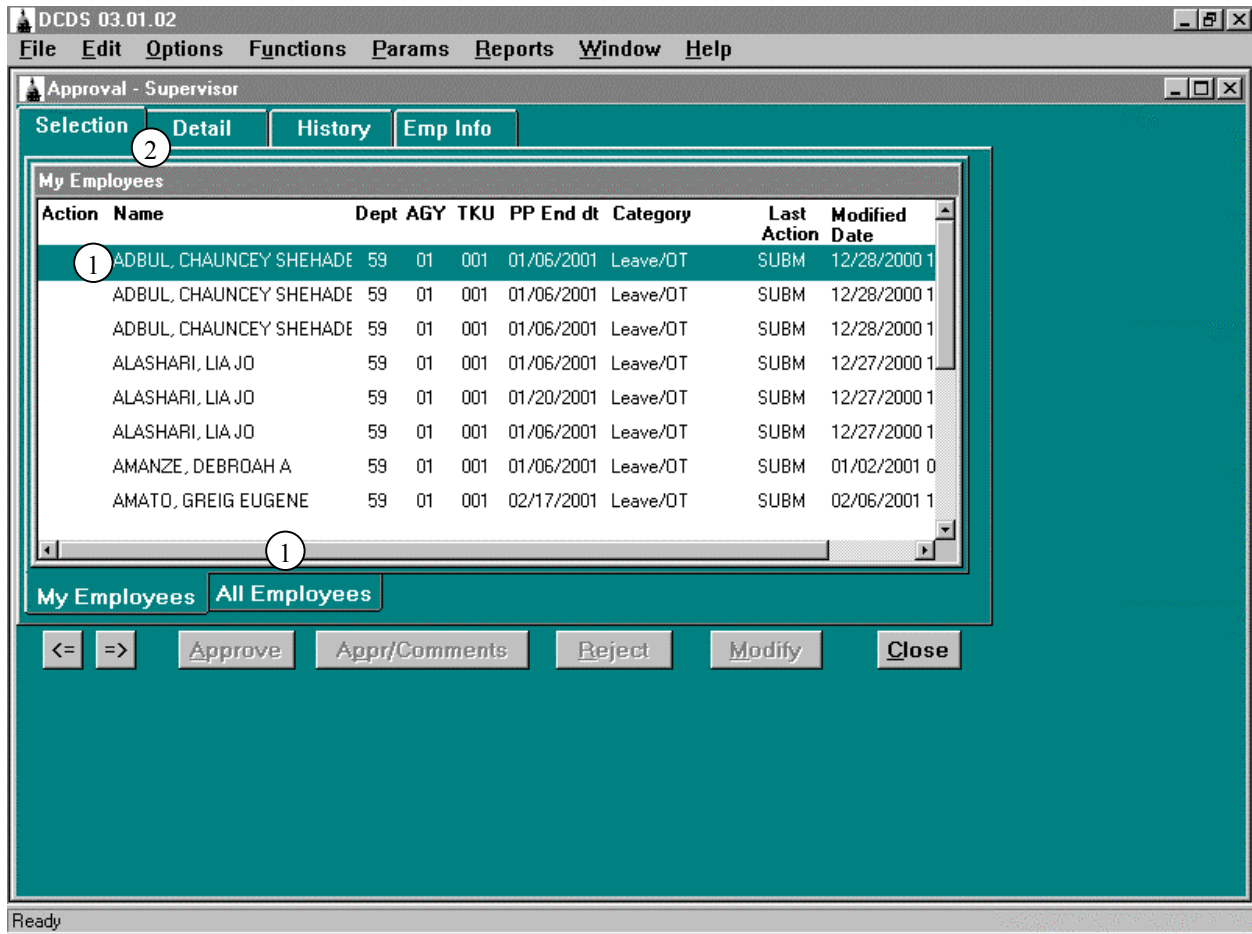 DCDS 03.01.02
File Edit Options Functions Params Reports Window Help
Approval - Supervisor
Selection Detail History Emp Info
2
My Employees
Action Name Dept AGY TKU PP End dt Category Last Action Modified Date
1 ADBUL, CHAUNCEY SHEHADE 59 01 001 01/06/2001 Leave/OT SUBM 12/28/2000 1
ADBUL, CHAUNCEY SHEHADE 59 01 001 01/06/2001 Leave/OT SUBM 12/28/2000 1
ADBUL, CHAUNCEY SHEHADE 59 01 001 01/06/2001 Leave/OT SUBM 12/28/2000 1
ALASHARI, LIA JO 59 01 001 01/06/2001 Leave/OT SUBM 12/27/2000 1
ALASHARI, LIA JO 59 01 001 01/20/2001 Leave/OT SUBM 12/27/2000 1
ALASHARI, LIA JO 59 01 001 01/06/2001 Leave/OT SUBM 12/27/2000 1
AMANZE, DEBROAH A 59 01 001 01/06/2001 Leave/OT SUBM 01/02/2001 0
AMATO, GREIG EUGENE 59 01 001 02/17/2001 Leave/OT SUBM 02/06/2001 1
1
My Employees All Employees
<= => Approve Appr/Comments Reject Modify Close
Ready